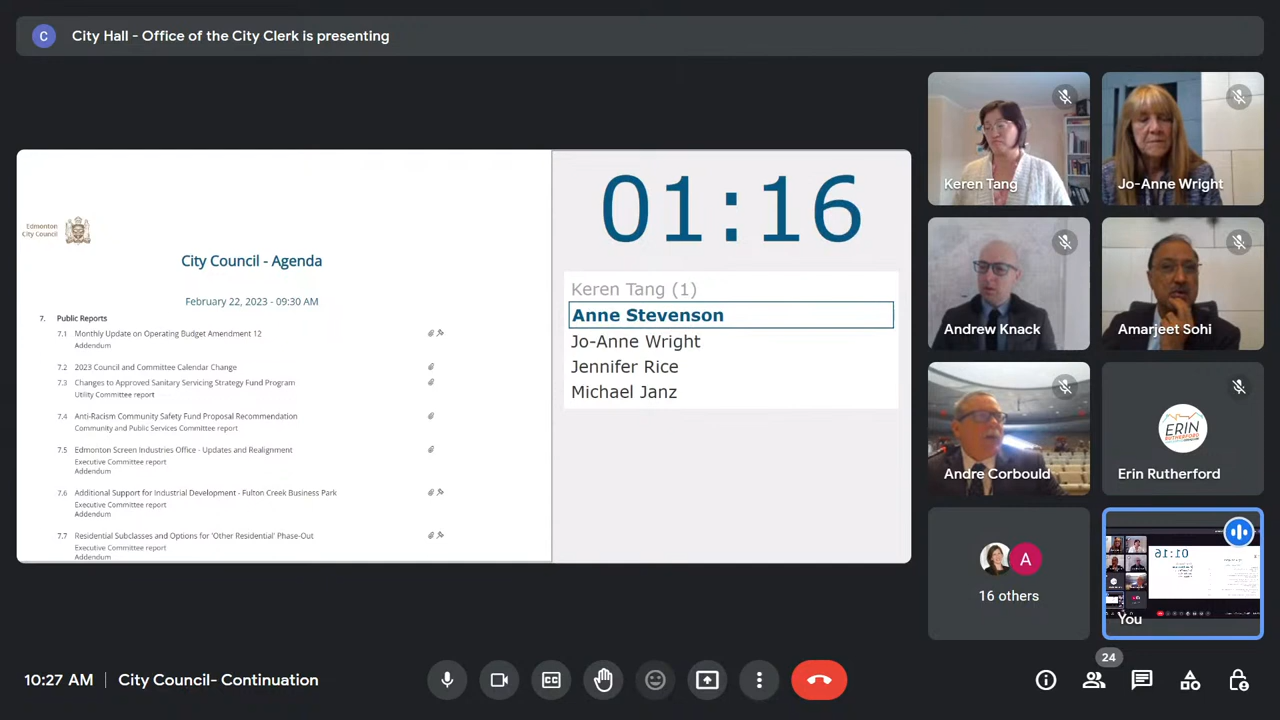 C
City Hall - Office of the City Clerk is presenting
Edmonton
City Council
City Council - Agenda
February 22, 2023 - 09:30 AM
7. Public Reports
7.1 Monthly Update on Operating Budget Amendment 12
Addendum
7.2 2023 Council and Committee Calendar Change
7.3 Changes to Approved Sanitary Servicing Strategy Fund Program
Utility Committee report
7.4 Anti-Racism Community Safety Fund Proposal Recommendation
Community and Public Services Committee report
7.5 Edmonton Screen Industries Office - Updates and Realignment
Executive Committee report
Addendum
7.6 Additional Support for Industrial Development - Fulton Creek Business Park
Executive Committee report
Addendum
7.7 Residential Subclasses and Options for 'Other Residential' Phase-Out
Executive Committee report
Addendum
01:16
Keren Tang (1)
Anne Stevenson
Jo-Anne Wright
Jennifer Rice
Michael Janz
Keren Tang
Jo-Anne Wright
Andrew Knack
Amarjeet Sohi
Andre Corbould
ERIN
RUTHERFORD
Erin Rutherford
A
16 others
01:16
You
10:27 AM
City Council- Continuation
CC
24